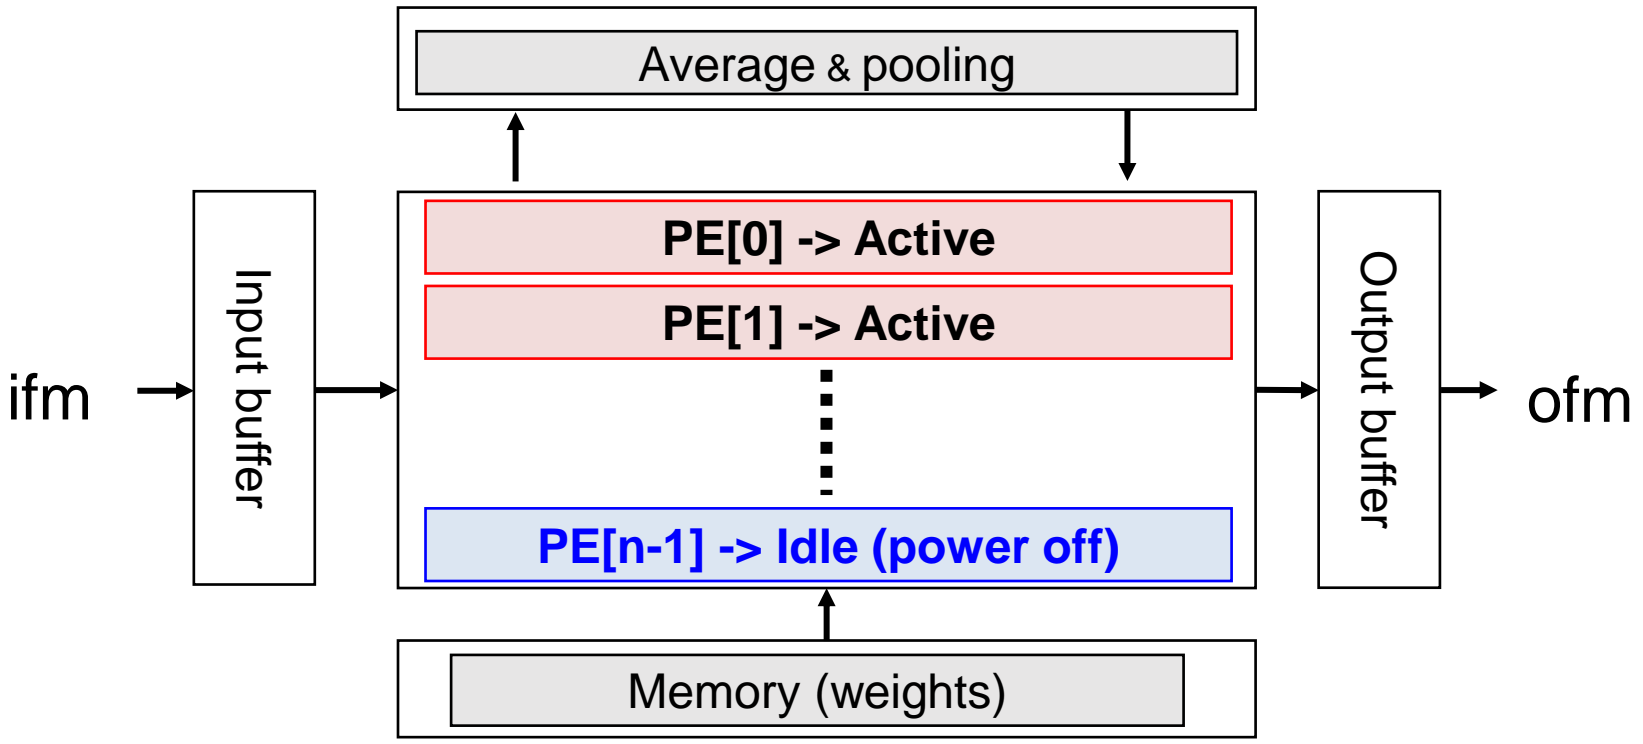 Average & pooling
PE[0] -> Active
PE[1] -> Active
PE[n-1] -> Idle (power off)
Memory (weights)
ifm
Input buffer
Output buffer
ofm